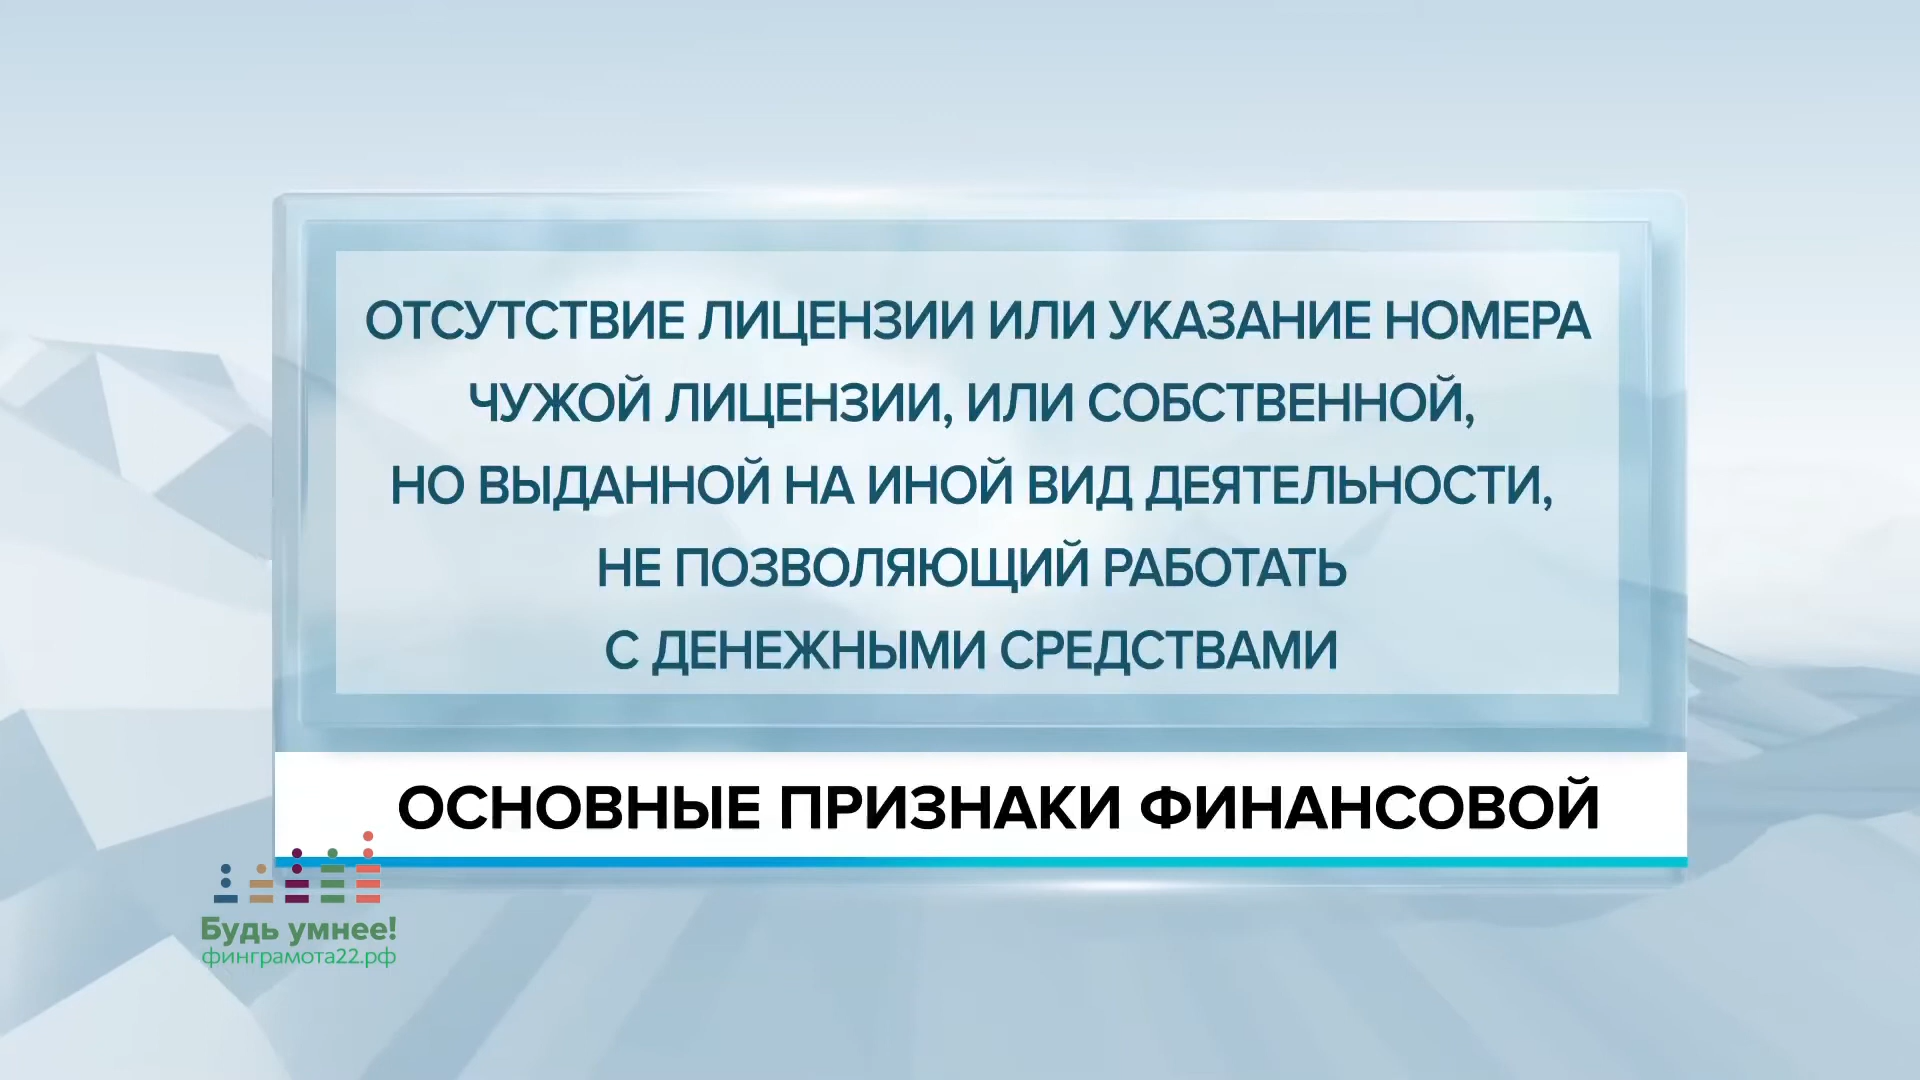 ОТСУТСТВИЕ ЛИЦЕНЗИИ ИЛИ УКАЗАНИЕ НОМЕРА
ЧУЖОЙ ЛИЦЕНЗИИ, ИЛИ СОБСТВЕННОЙ,
НО ВЫДАННОЙ НА ИНОЙ ВИД ДЕЯТЕЛЬНОСТИ,
НЕ ПОЗВОЛЯЮЩИЙ РАБОТАТЬ
С ДЕНЕЖНЫМИ СРЕДСТВАМИ
ОСНОВНЫЕ ПРИЗНАКИ ФИНАНСОВОЙ
Будь умнее!
финграмота22.рф